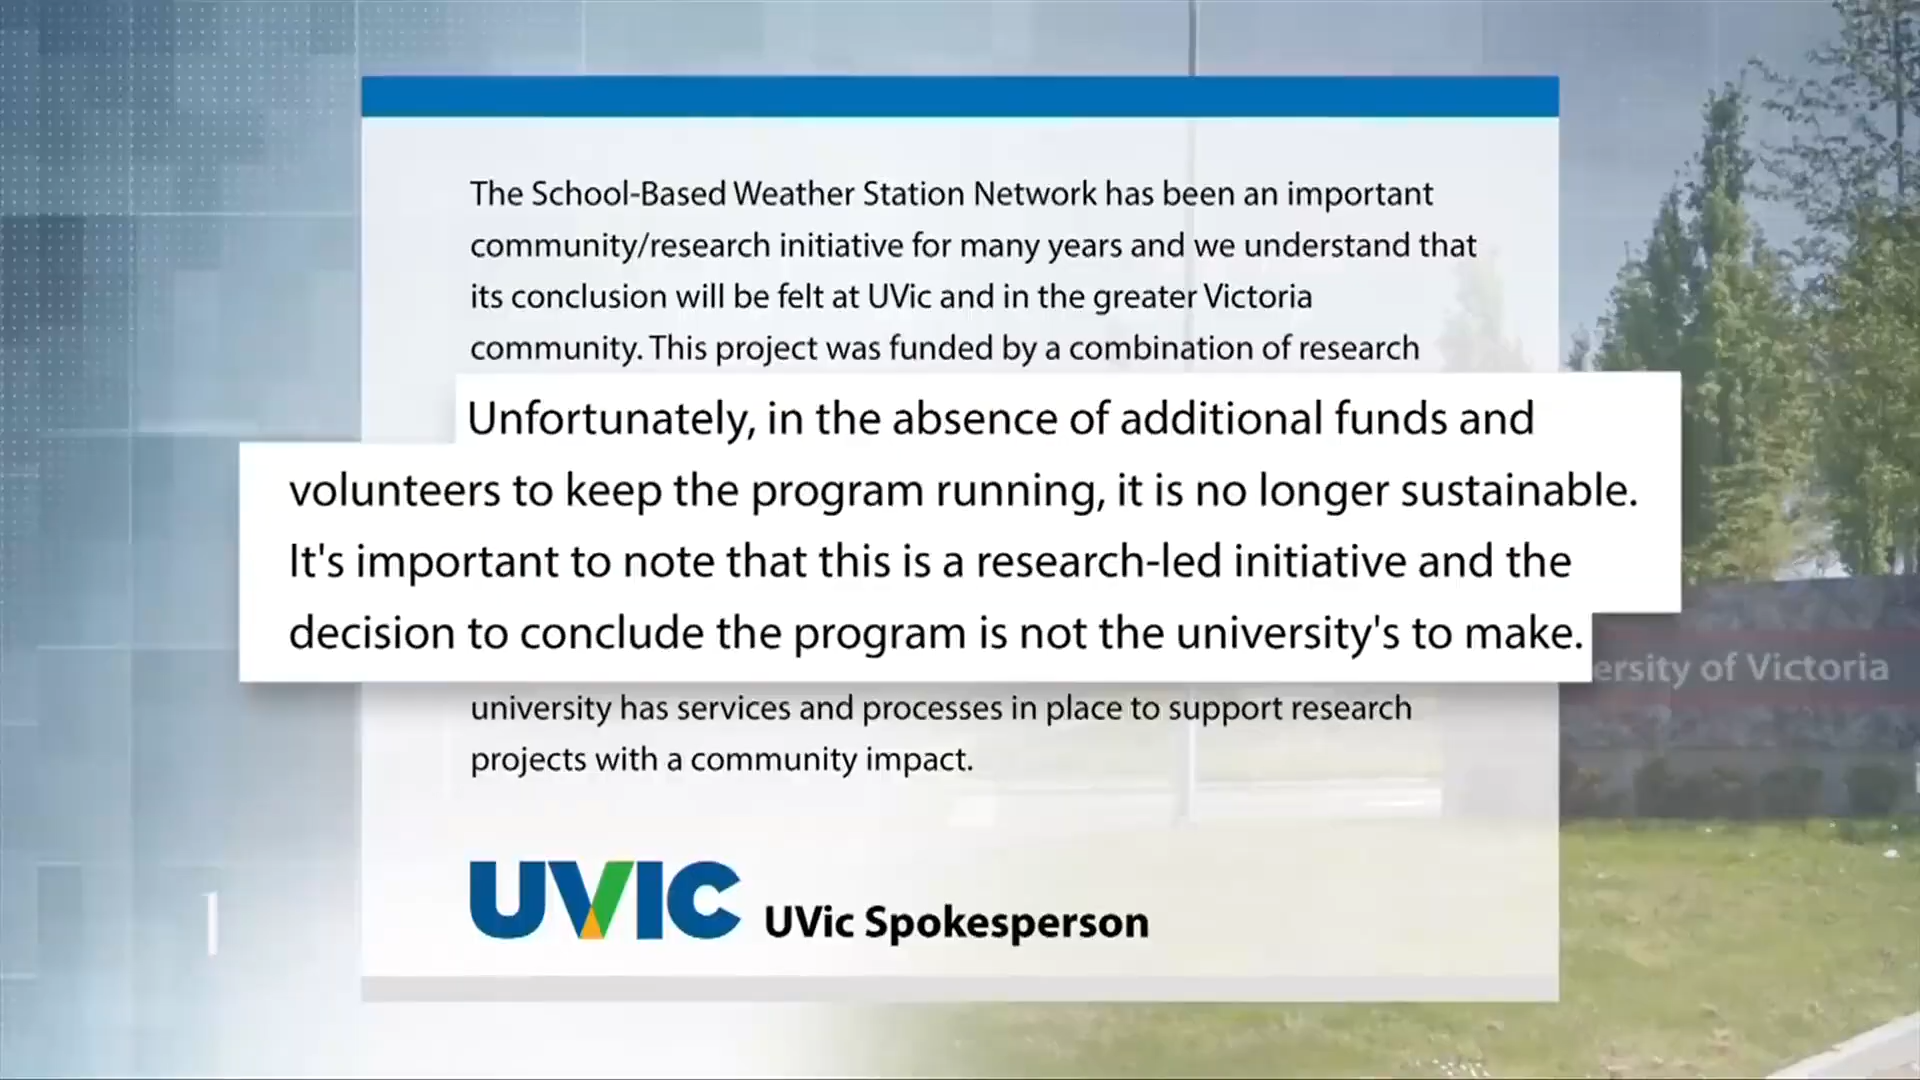 The School-Based Weather Station Network has been an important
community/research initiative for many years and we understand that
its conclusion will be felt at UVic and in the greater Victoria
community. This project was funded by a combination of research
Unfortunately, in the absence of additional funds and
volunteers to keep the program running, it is no longer sustainable.
It's important to note that this is a research-led initiative and the
decision to conclude the program is not the university's to make.
ersity of Victoria
university has services and processes in place to support research
projects with a community impact.
UVIC
UVic Spokesperson